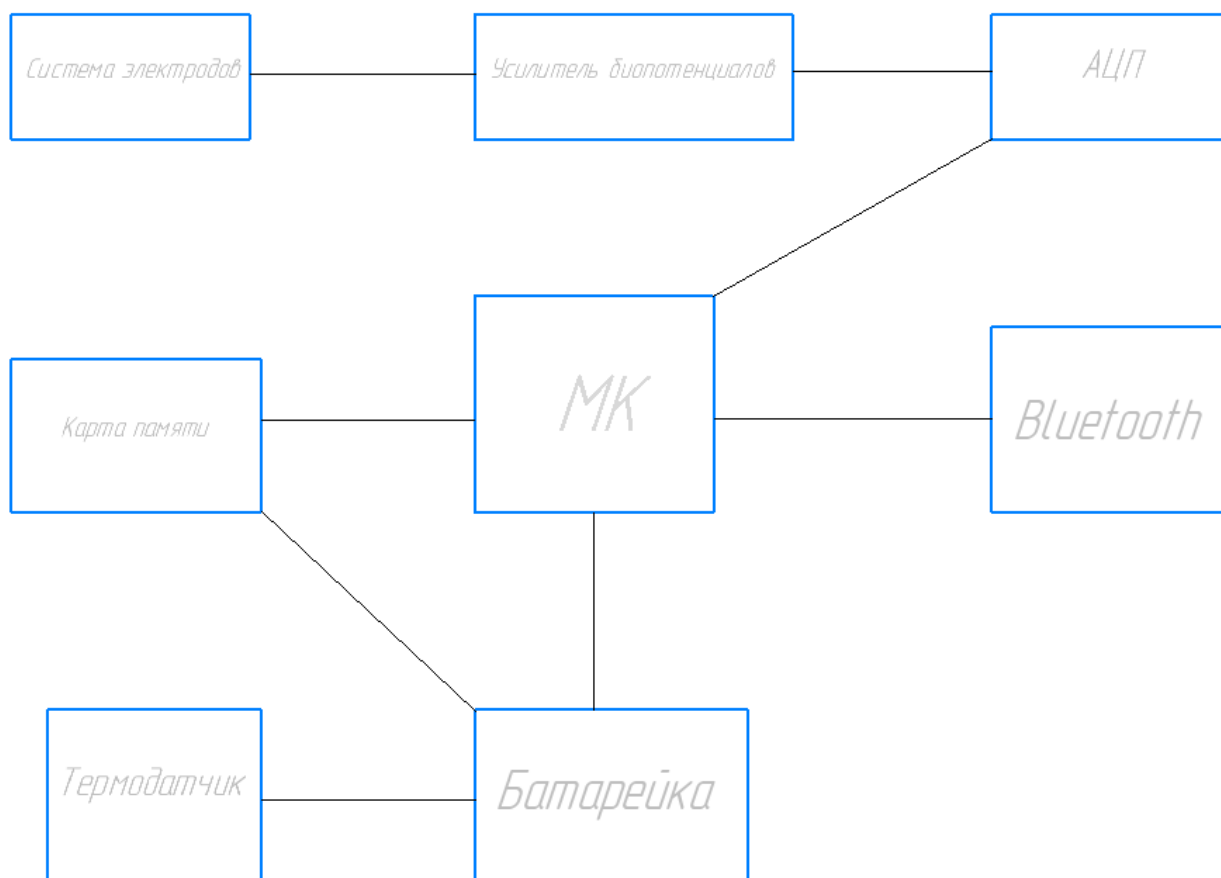 Система электродов
Усилитель биопотенциалов
АЦП
Карта памяти
МК
Bluetooth
Термодатчик
Батарейка